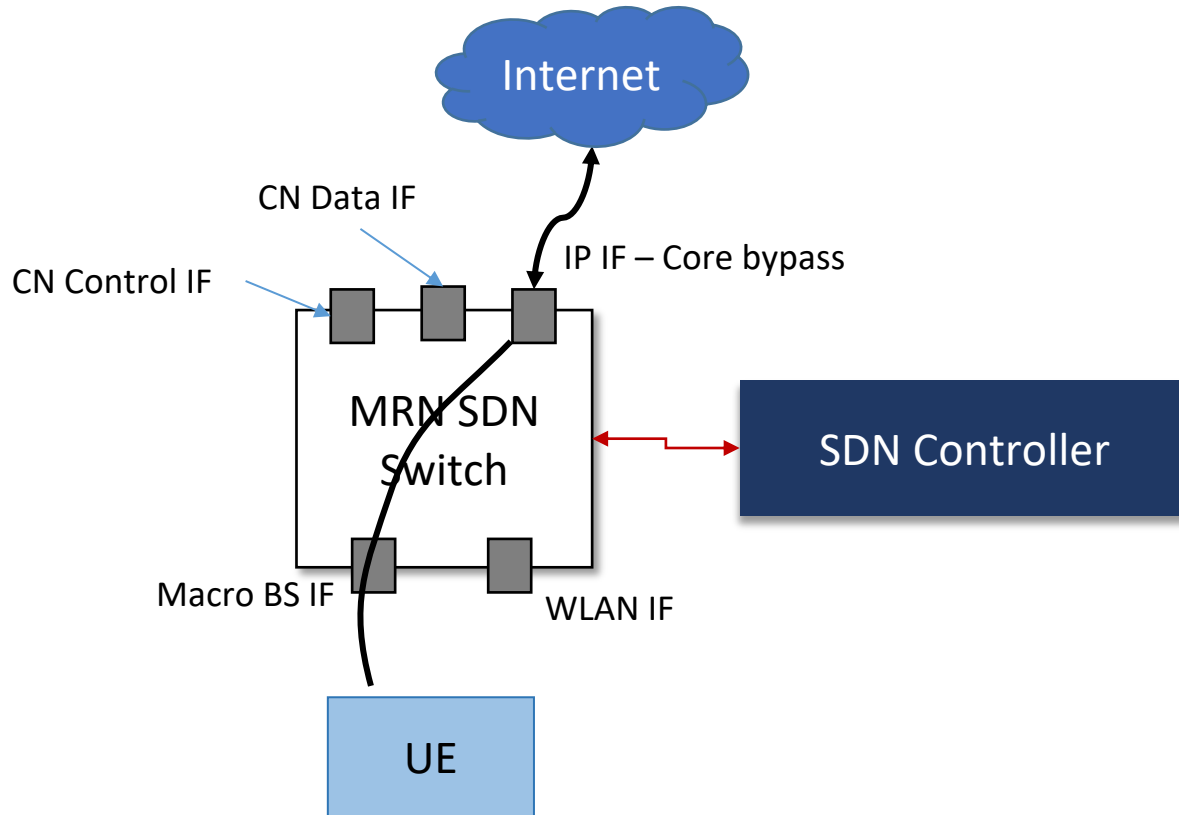 Internet
CN Data IF
IP IF – Core bypass
CN Control IF
MRN SDN
Switch
SDN Controller
Macro BS IF
WLAN IF
UE